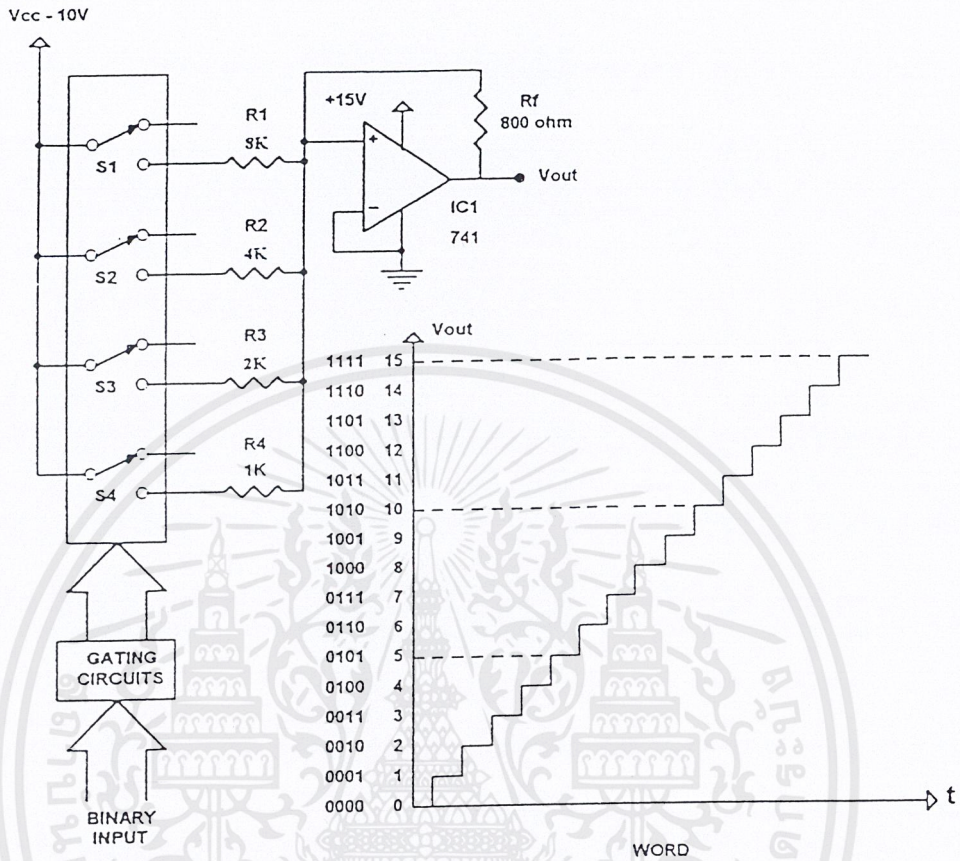 Vcc - 10V
+15V
Rf
800 ohm
R1
8K
S1
+
-
Vout
IC1
741
R2
4K
S2
R3
2K
S3
R4
1K
S4
Vout
1111 15
1110 14
1101 13
1100 12
1011 11
1010 10
1001 9
1000 8
0111 7
0110 6
0101 5
0100 4
0011 3
0010 2
0001 1
0000 0
t
WORD
GATING
CIRCUITS
BINARY
INPUT